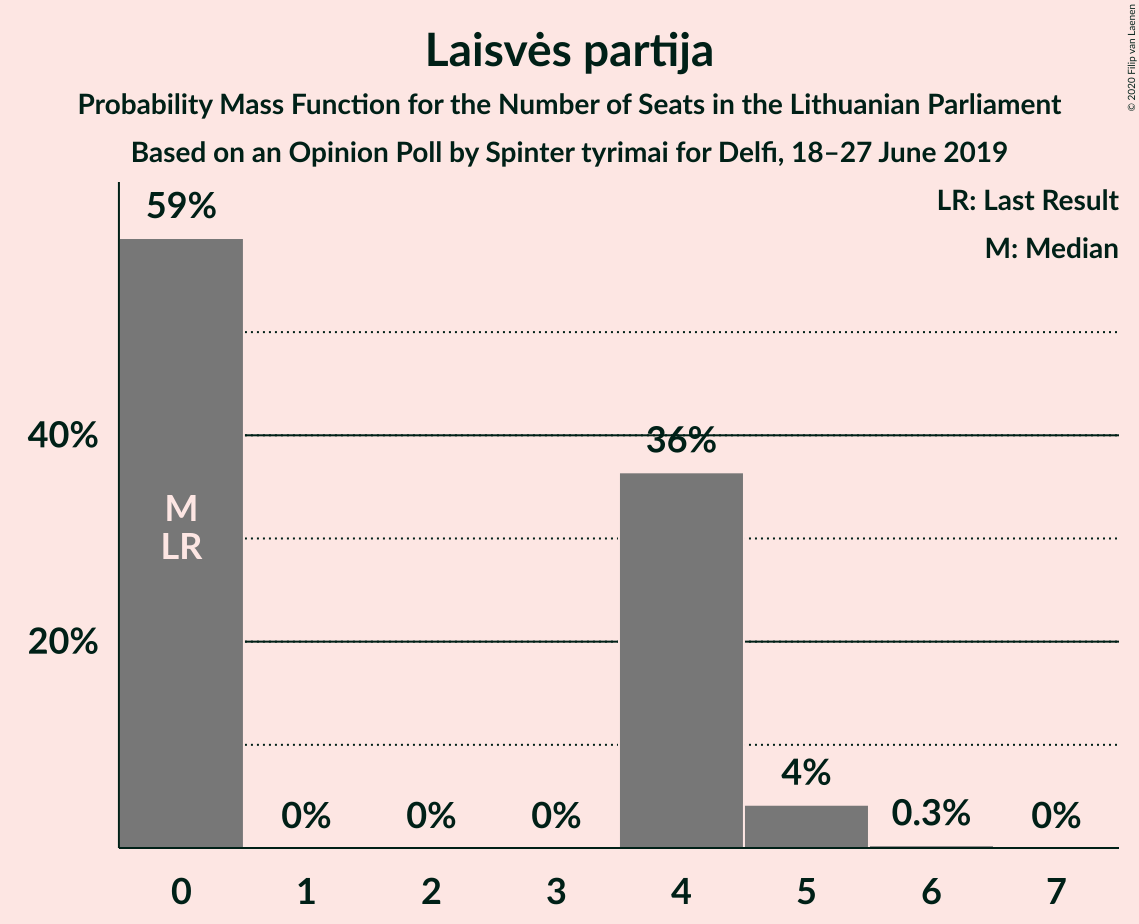 Laisvės partija
Probability Mass Function for the Number of Seats in the Lithuanian Parliament
Based on an Opinion Poll by Spinter tyrimai for Delfi, 18–27 June 2019
© 2020 Filip van Laenen
LR: Last Result
M: Median
59%
40%
36%
M
LR
20%
4%
0%
0%
0%
0.3%
0%
0
1
2
3
4
5
6
7